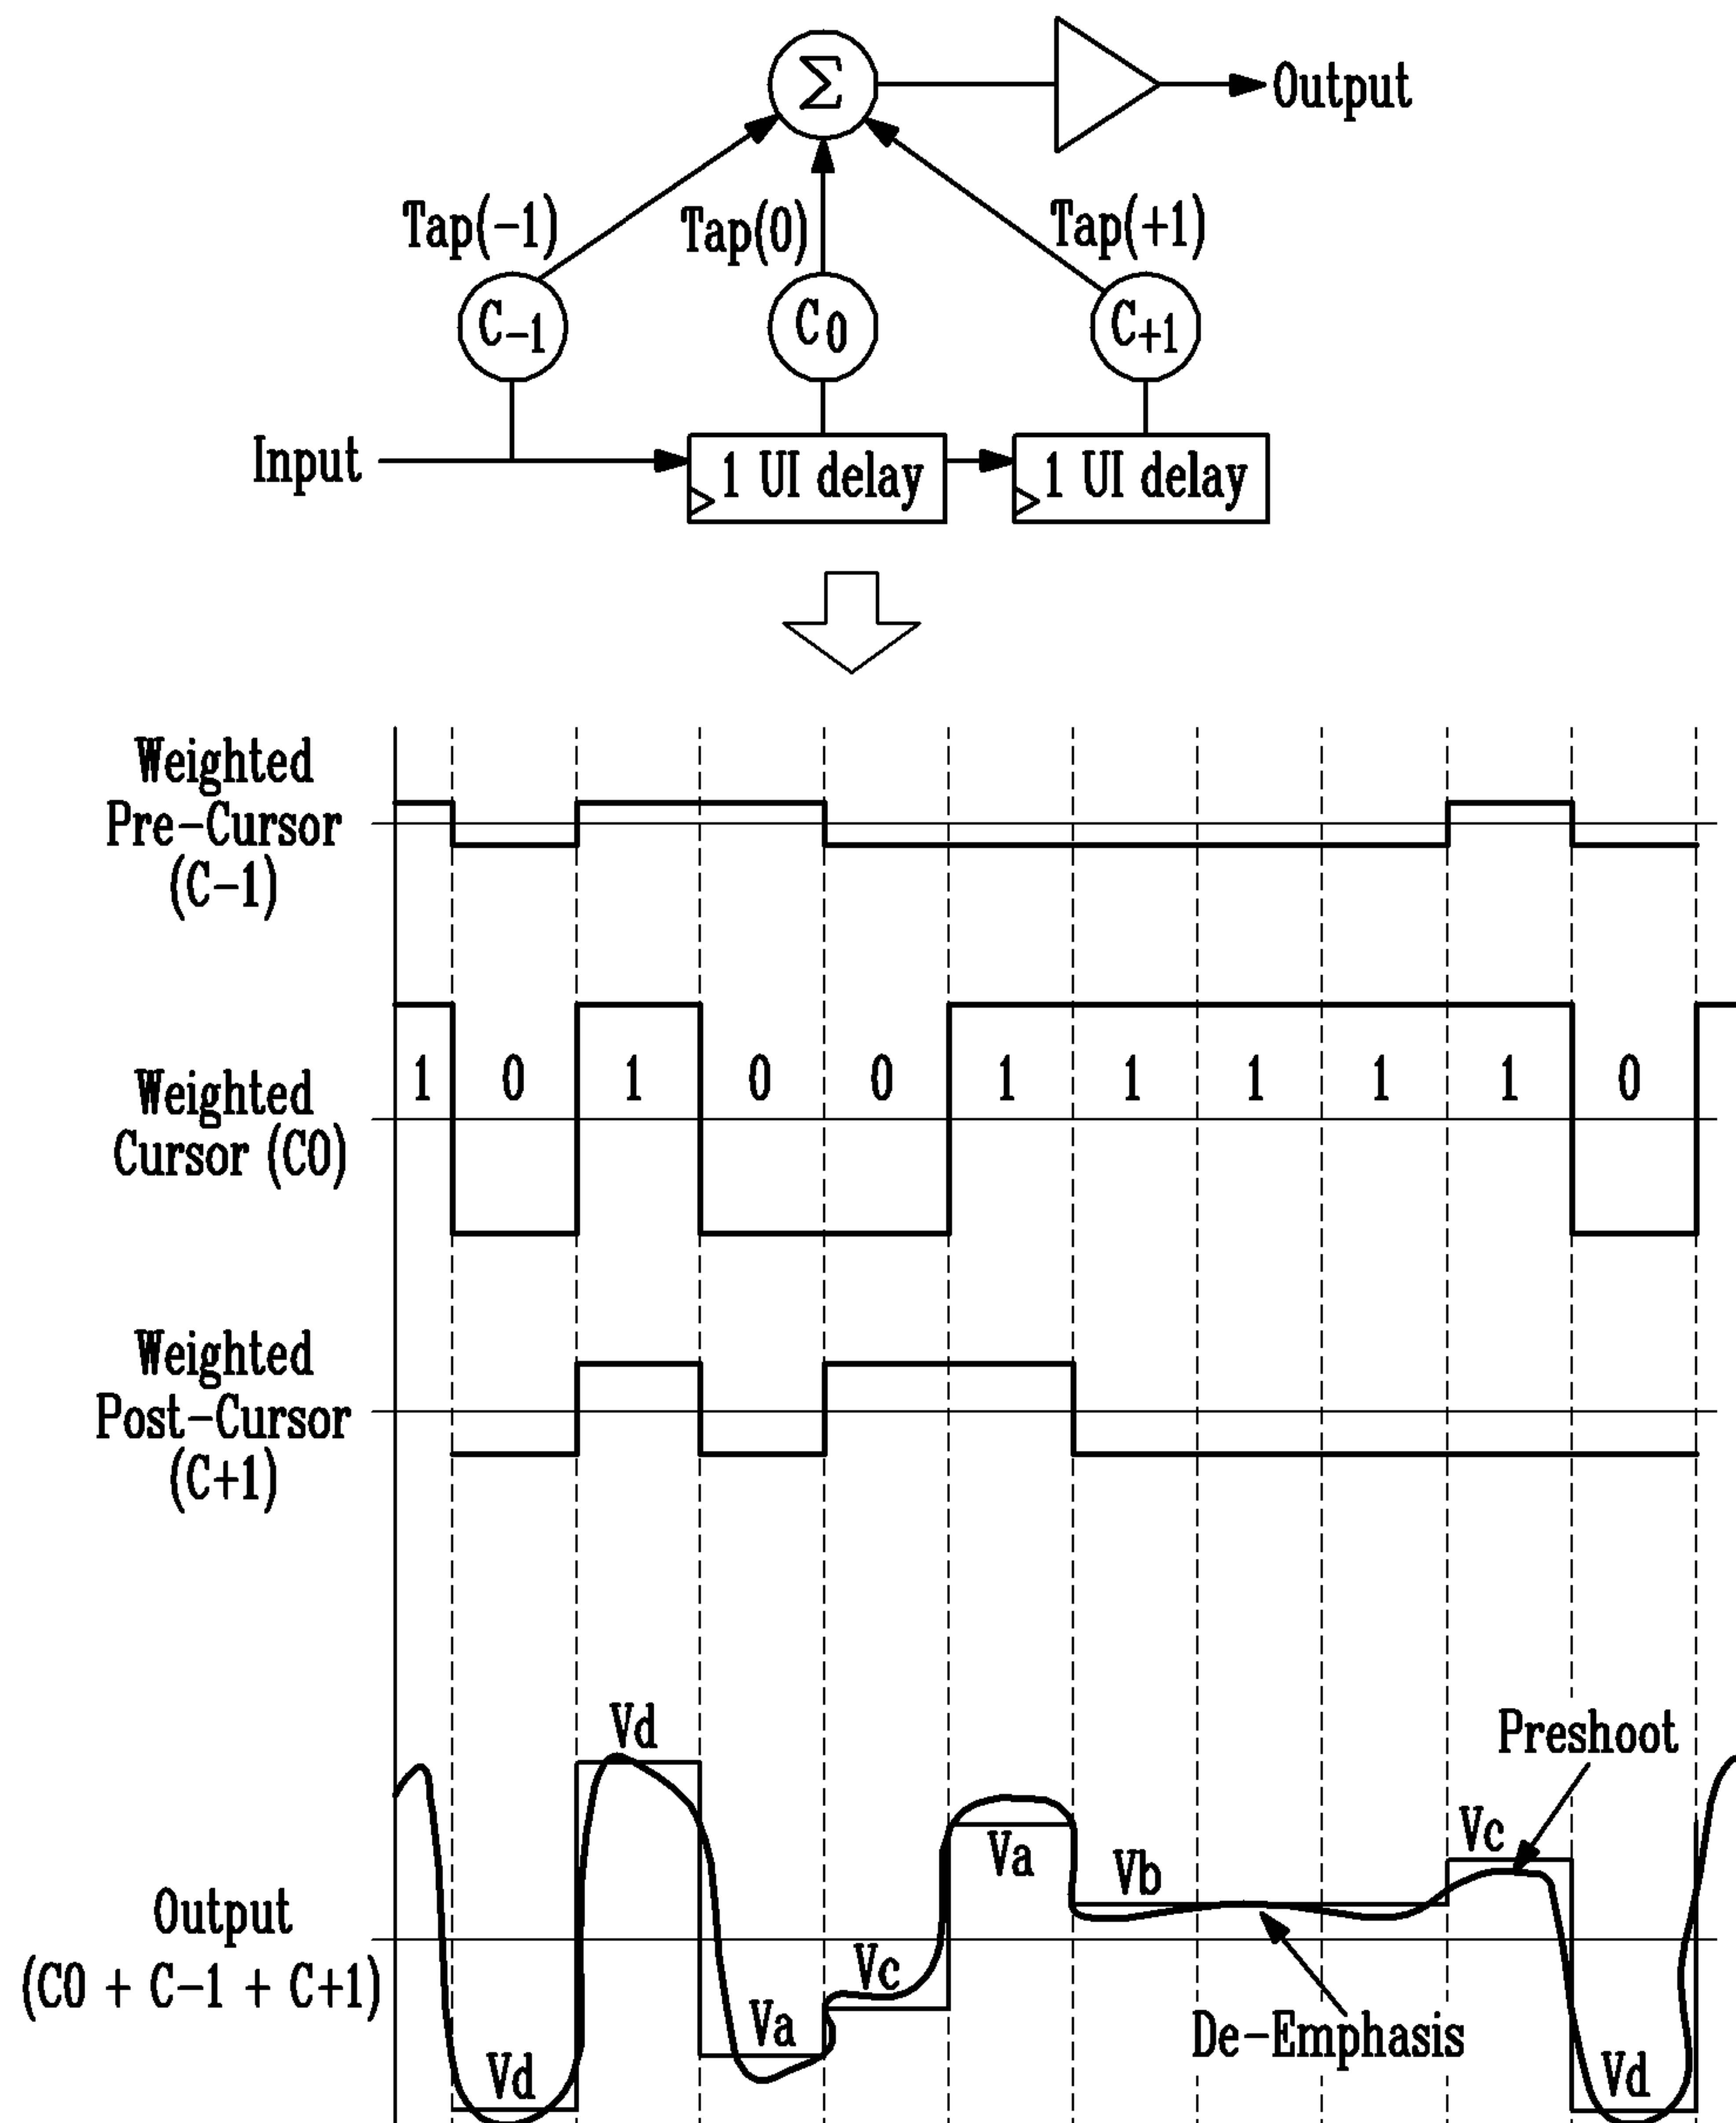 Σ
Output
Tap(-1)
Tap(0)
Tap(+1)
C-1
C0
C+1
Input
1 UI delay
1 UI delay
Weighted
Pre-Cursor
(C-1)
1 0 1 0 0 1 1 1 1 1 0
Weighted
Cursor (C0)
Weighted
Post-Cursor
(C+1)
Vd
Preshoot
Vc
Va
Vb
Output
(C0 + C-1 + C+1)
Vc
Va
De-Emphasis
Vd
Vd